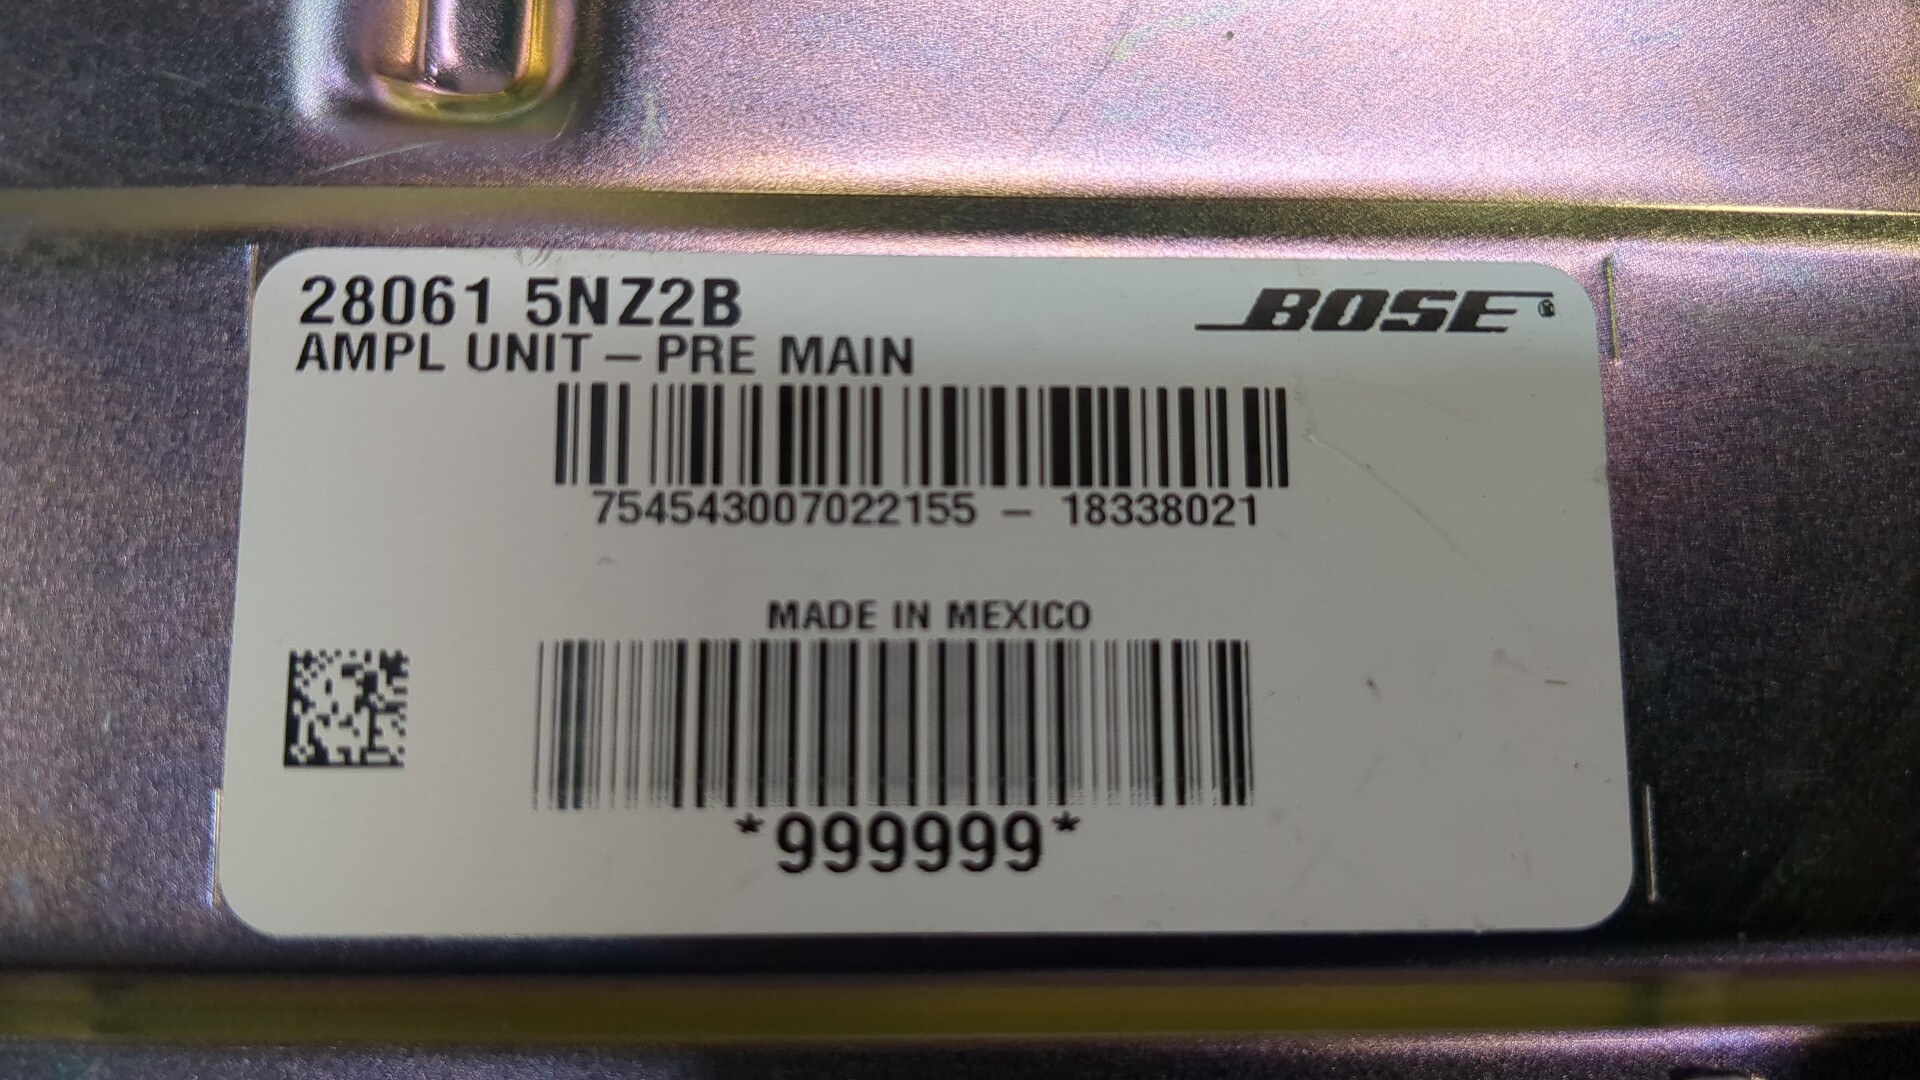 28061 5NZ2B
BOSE®
AMPL UNIT – PRE MAIN
754543007022155 – 18338021
MADE IN MEXICO
*999999*